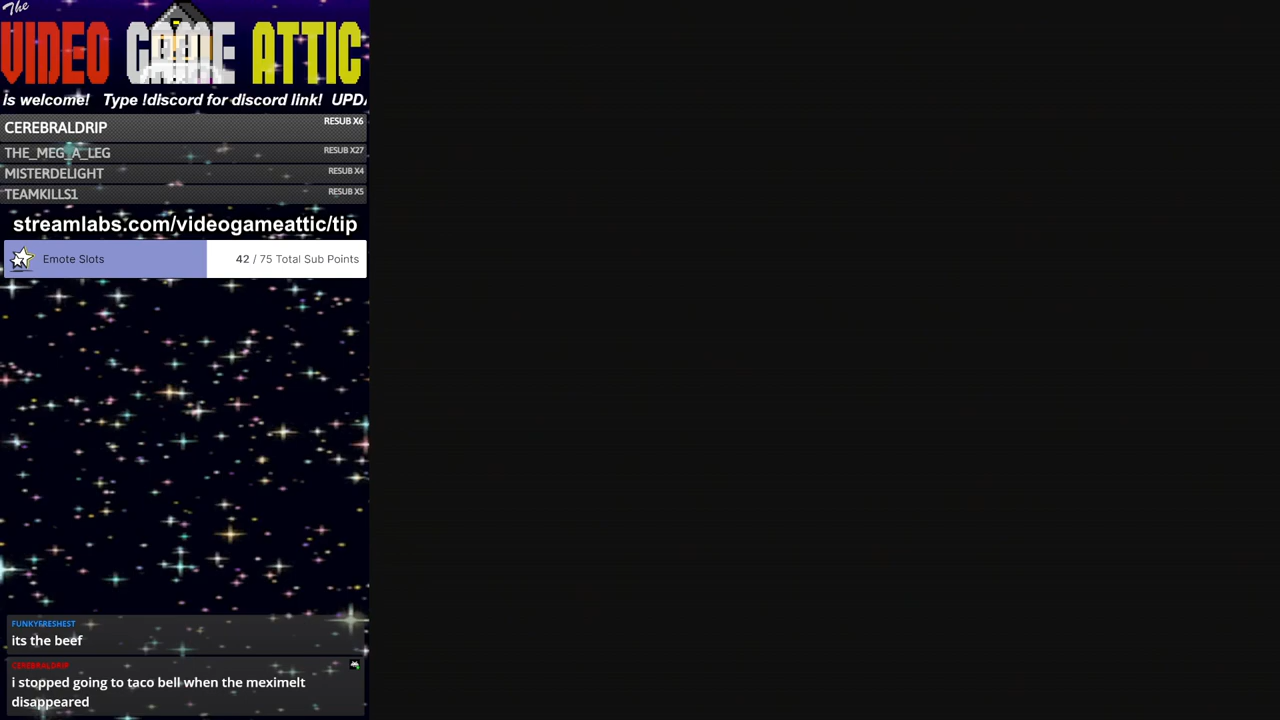 The
VIDEO GAME ATTIC
is welcome! Type !discord for discord link! UPD
CEREBRALDRIP RESUB X6
THE_MEG_A_LEG RESUB X27
MISTERDELIGHT RESUB X4
TEAMKILLS1 RESUB X5
streamlabs.com/videogameattic/tip
Emote Slots 42 / 75 Total Sub Points
FUNKYFRESHEST
its the beef
CEREBRALDRIP
i stopped going to taco bell when the meximelt
disappeared